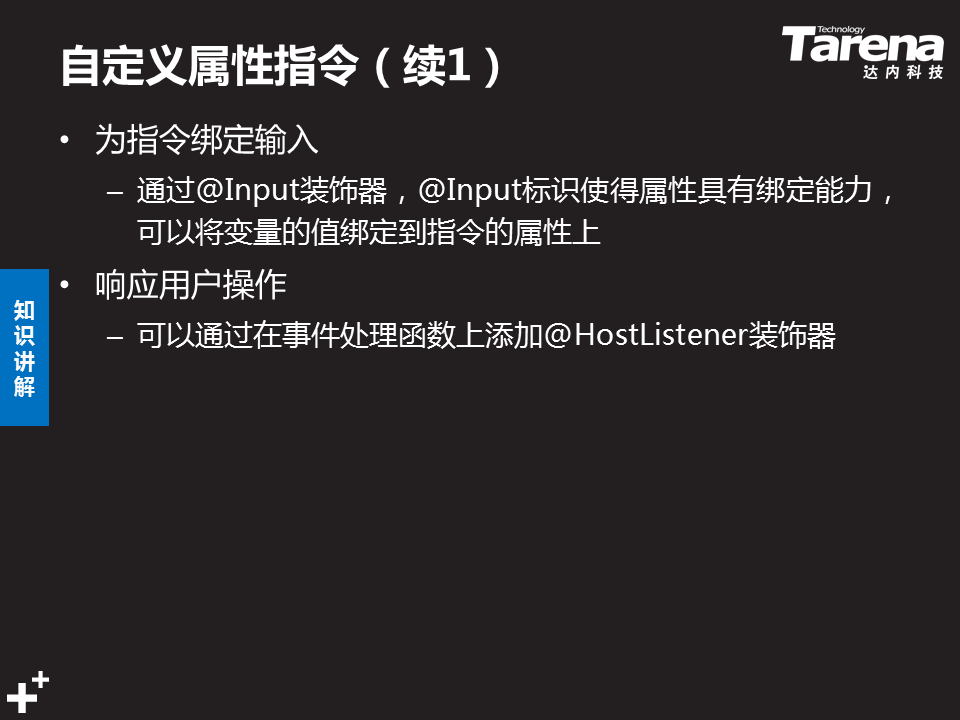 自定义属性指令（续1）
Technology
Tarena
达内科技
• 为指令绑定输入
– 通过@Input装饰器，@Input标识使得属性具有绑定能力，
可以将变量的值绑定到指令的属性上
• 响应用户操作
– 可以通过在事件处理函数上添加@HostListener装饰器
知
识
讲
解